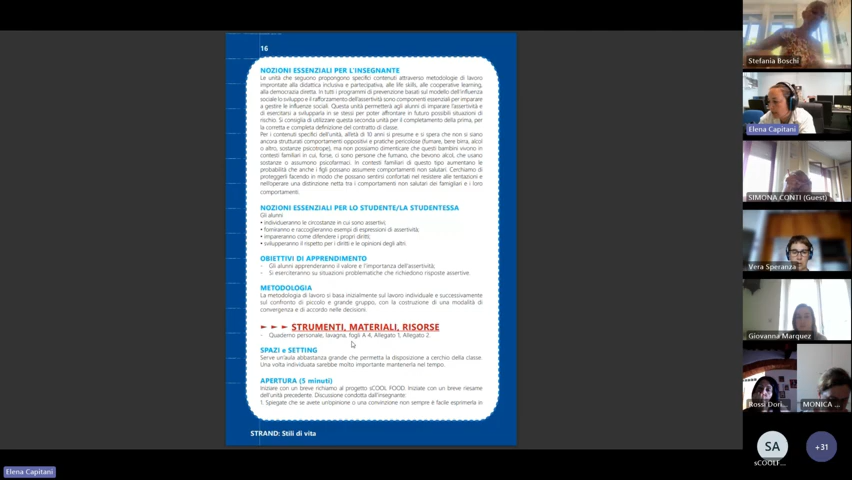 16
NOZIONI ESSENZIALI PER L'INSEGNANTE
Le unità che seguono propongono specifici contenuti attraverso metodologie di lavoro
improntate alla didattica inclusiva e partecipativa, alle life skills, alle cooperative learning,
alla democrazia diretta. In tutti i programmi di prevenzione basati sul modello dell'influenza
sociale lo sviluppo e il rafforzamento dell'assertività sono componenti essenziali per imparare
a gestire le influenze sociali. Questa unità permetterà agli alunni di imparare l'assertività e
di esercitarsi a svilupparla in se stessi per poter affrontare in futuro possibili situazioni di
rischio. Si consiglia di utilizzare questa seconda unità per il completamento della prima, per
la corretta e completa definizione del contratto di classe.
Per i contenuti specifici dell'unità, all'età di 10 anni si presume e si spera che non si siano
ancora strutturati comportamenti oppositivi e pratiche pericolose (fumare, bere birra, alcol
o altro, sostanze psicotrope), ma non possiamo dimenticare che questi bambini vivono in
contesti familiari in cui, forse, ci sono persone che fumano, che bevono alcol, che usano
sostanze o assumono psicofarmaci. In contesti familiari di questo tipo aumentano le
probabilità che anche i figli possano assumere comportamenti non salutari. Cerchiamo di
proteggerli facendo in modo che possano sentirsi confortati nel resistere alle tentazioni e
nell'operare una distinzione netta tra i comportamenti non salutari dei famigliari e i loro
comportamenti.
NOZIONI ESSENZIALI PER LO STUDENTE/LA STUDENTESSA
Gli alunni
• individueranno le circostanze in cui sono assertivi;
• forniranno e raccoglieranno esempi di espressioni di assertività;
• impareranno come difendere i propri diritti;
• svilupperanno il rispetto per i diritti e le opinioni degli altri.
OBIETTIVI DI APPRENDIMENTO
- Gli alunni apprenderanno il valore e l'importanza dell'assertività;
- Si eserciteranno su situazioni problematiche che richiedono risposte assertive.
METODOLOGIA
La metodologia di lavoro si basa inizialmente sul lavoro individuale e successivamente
sul confronto di piccolo e grande gruppo, con la costruzione di una modalità di
convergenza e di accordo nelle decisioni
► ► ► STRUMENTI, MATERIALI, RISORSE
- Quaderno personale, lavagna, fogli A 4, Allegato 1, Allegato 2.
SPAZI e SETTING
Serve un'aula abbastanza grande che permetta la disposizione a cerchio della classe.
Una volta individuata sarebbe molto importante mantenerla nel tempo.
APERTURA (5 minuti)
Iniziare con un breve richiamo al progetto sCOOL FOOD. Iniziate con un breve riesame
dell'unità precedente. Discussione condotta dall'insegnante:
1. Spiegate che se avete un'opinione o una convinzione non sempre è facile esprimerla in
STRAND: Stili di vita
Stefania Boschi
Elena Capitani
SIMONA CONTI (Guest)
Vera Speranza
Giovanna Marquez
Rossi Dori...
MONICA ...
SA
sCOOLF...
+31
Elena Capitani